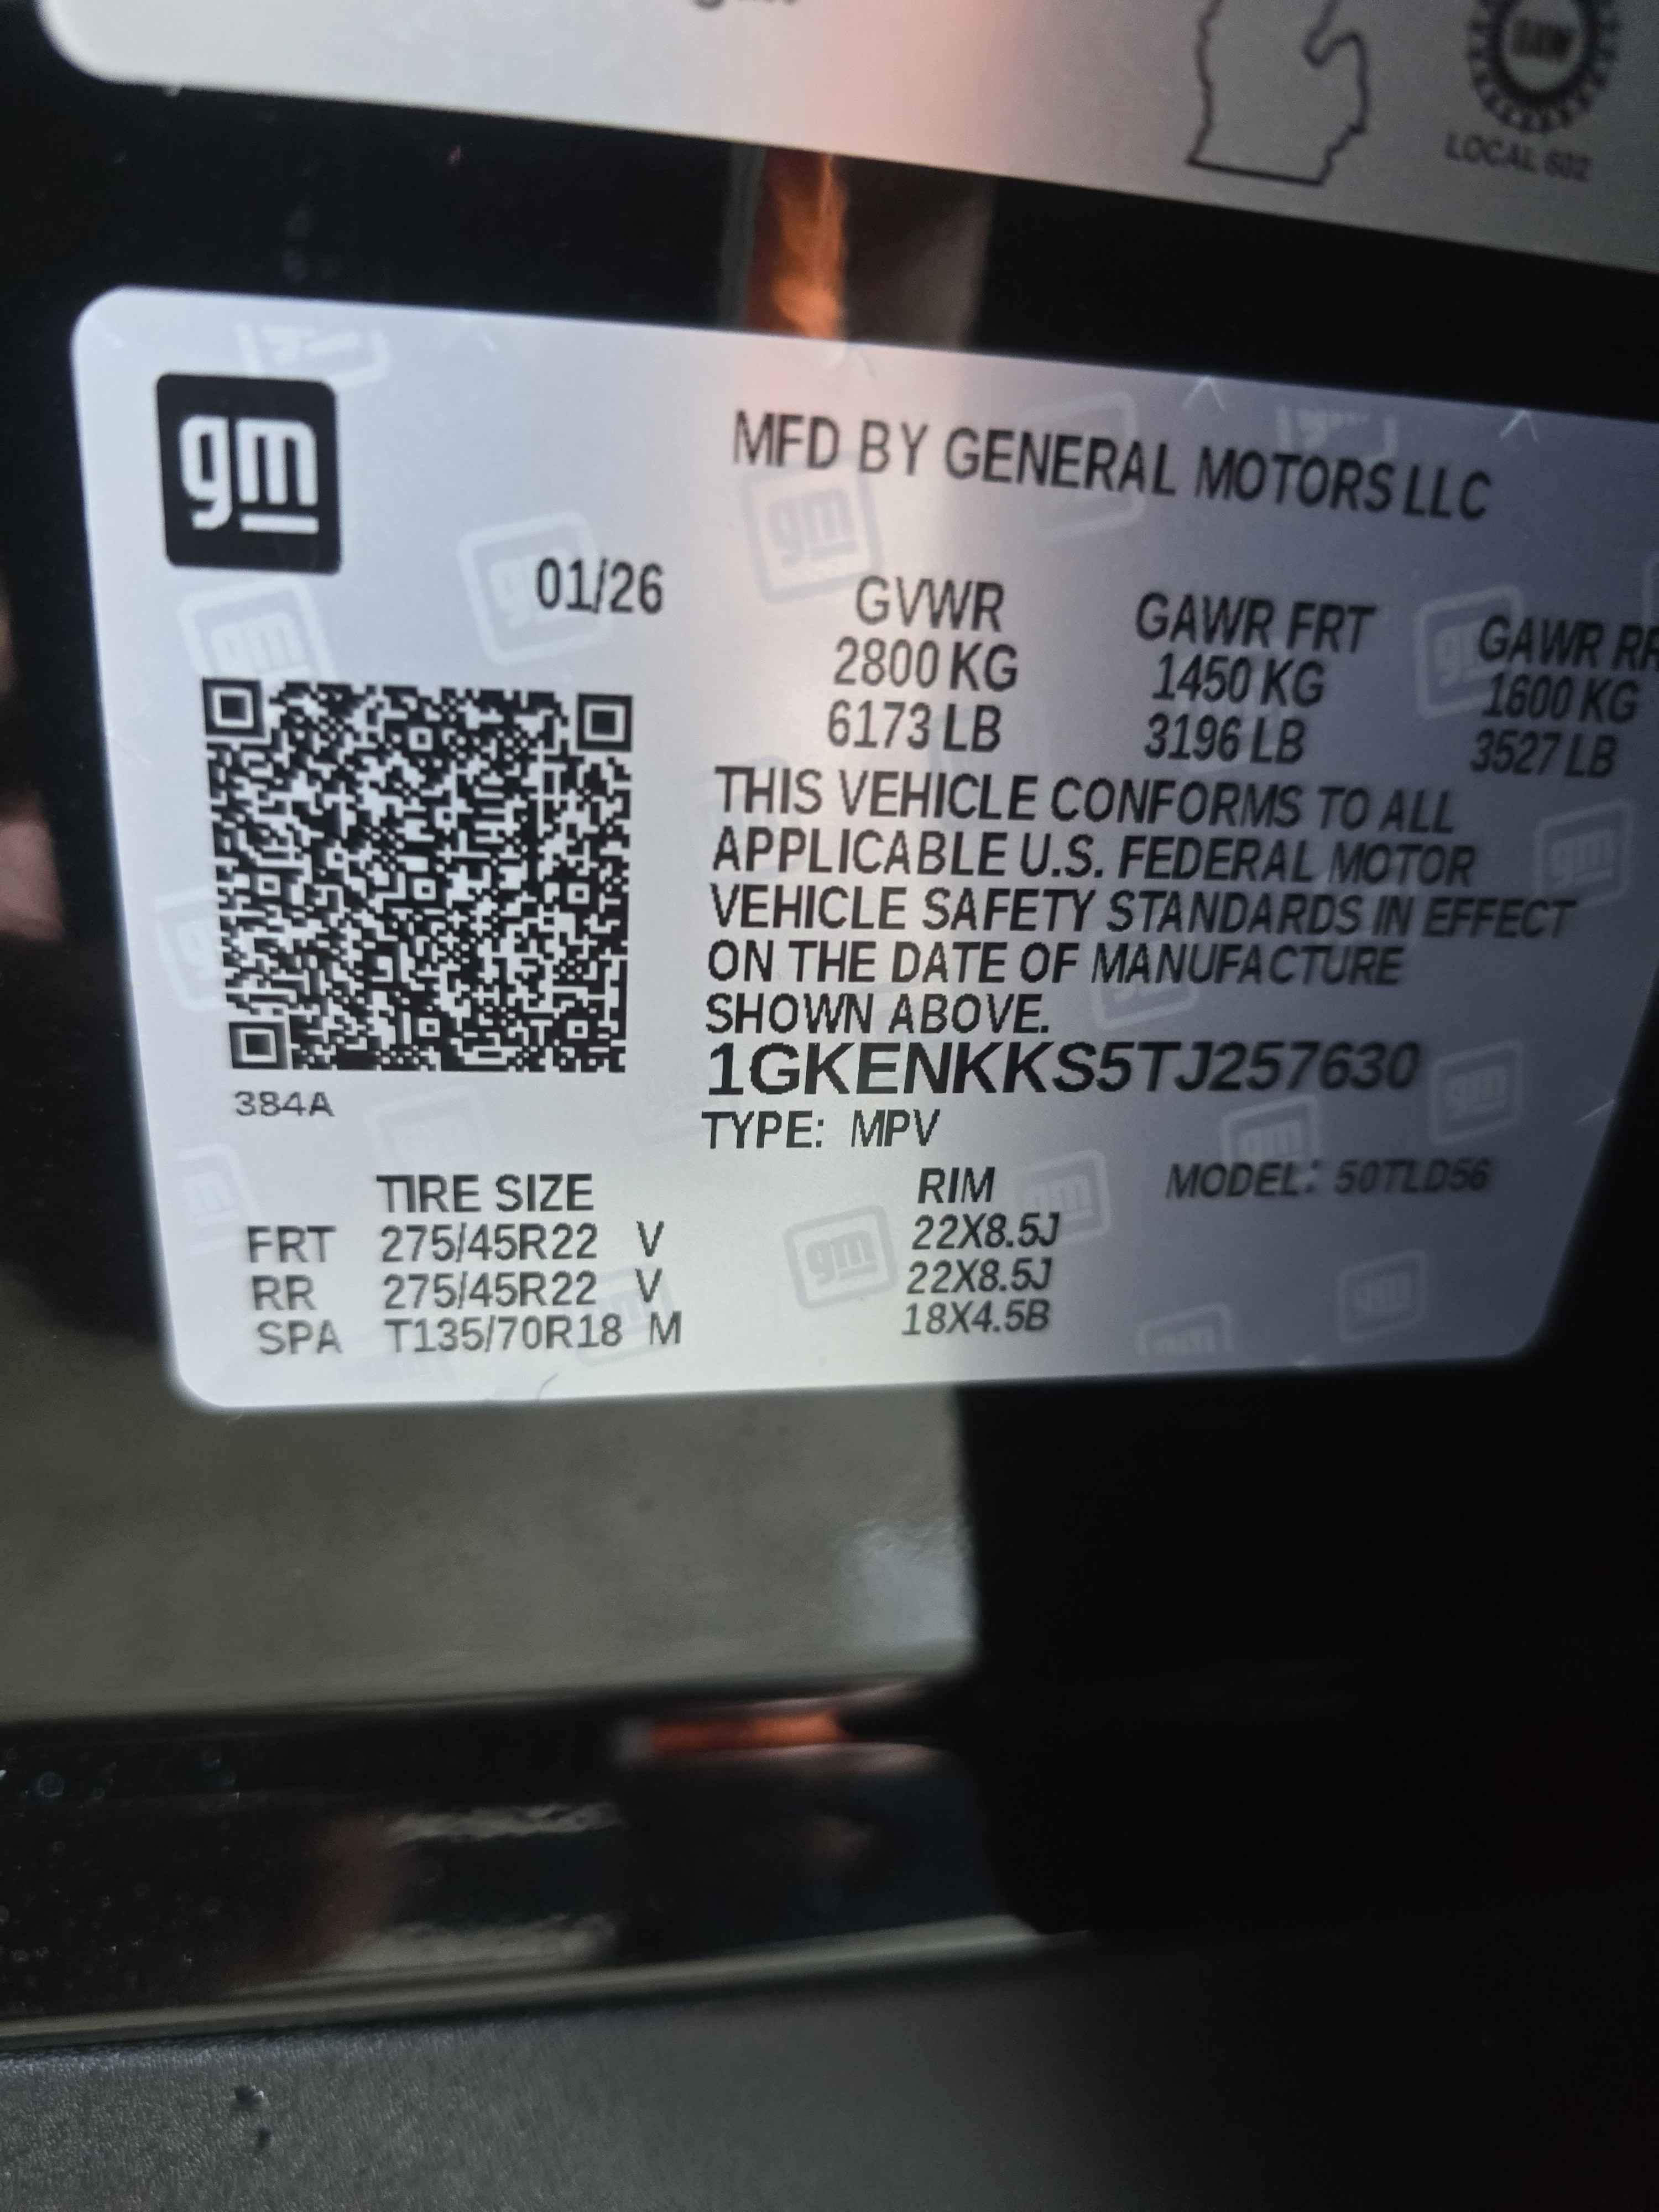 UAW
LOCAL 602
gm
MFD BY GENERAL MOTORS LLC
01/26
GVWR GAWR FRT GAWR RR
2800 KG 1450 KG 1600 KG
6173 LB 3196 LB 3527 LB
THIS VEHICLE CONFORMS TO ALL
APPLICABLE U.S. FEDERAL MOTOR
VEHICLE SAFETY STANDARDS IN EFFECT
ON THE DATE OF MANUFACTURE
SHOWN ABOVE.
1GKENKKS5TJ257630
384A
TYPE: MPV
TIRE SIZE RIM MODEL: 50TLD56
FRT 275/45R22 V 22X8.5J
RR 275/45R22 V 22X8.5J
SPA T135/70R18 M 18X4.5B